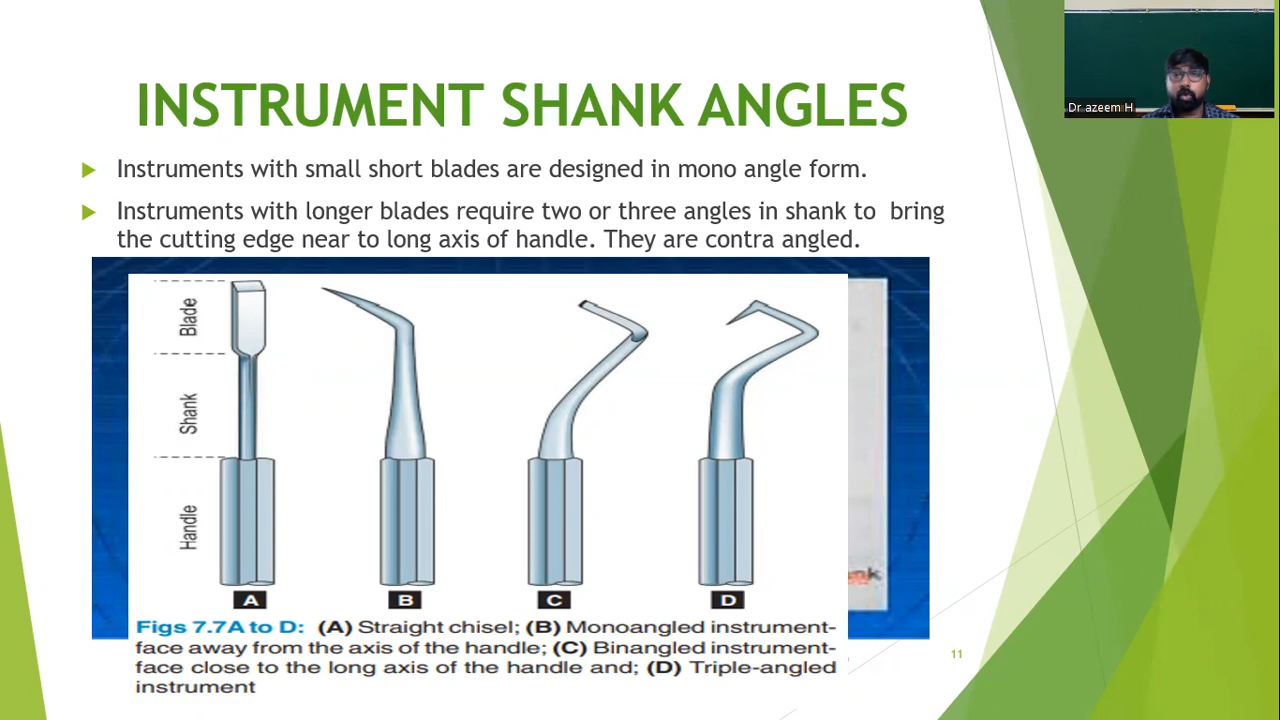 Dr azeem H
INSTRUMENT SHANK ANGLES
Instruments with small short blades are designed in mono angle form.
Instruments with longer blades require two or three angles in shank to bring
the cutting edge near to long axis of handle. They are contra angled.
Blade
Shank
Handle
A
B
C
D
Figs 7.7A to D: (A) Straight chisel; (B) Monoangled instrument-
face away from the axis of the handle; (C) Binangled instrument-
face close to the long axis of the handle and; (D) Triple-angled
instrument
11